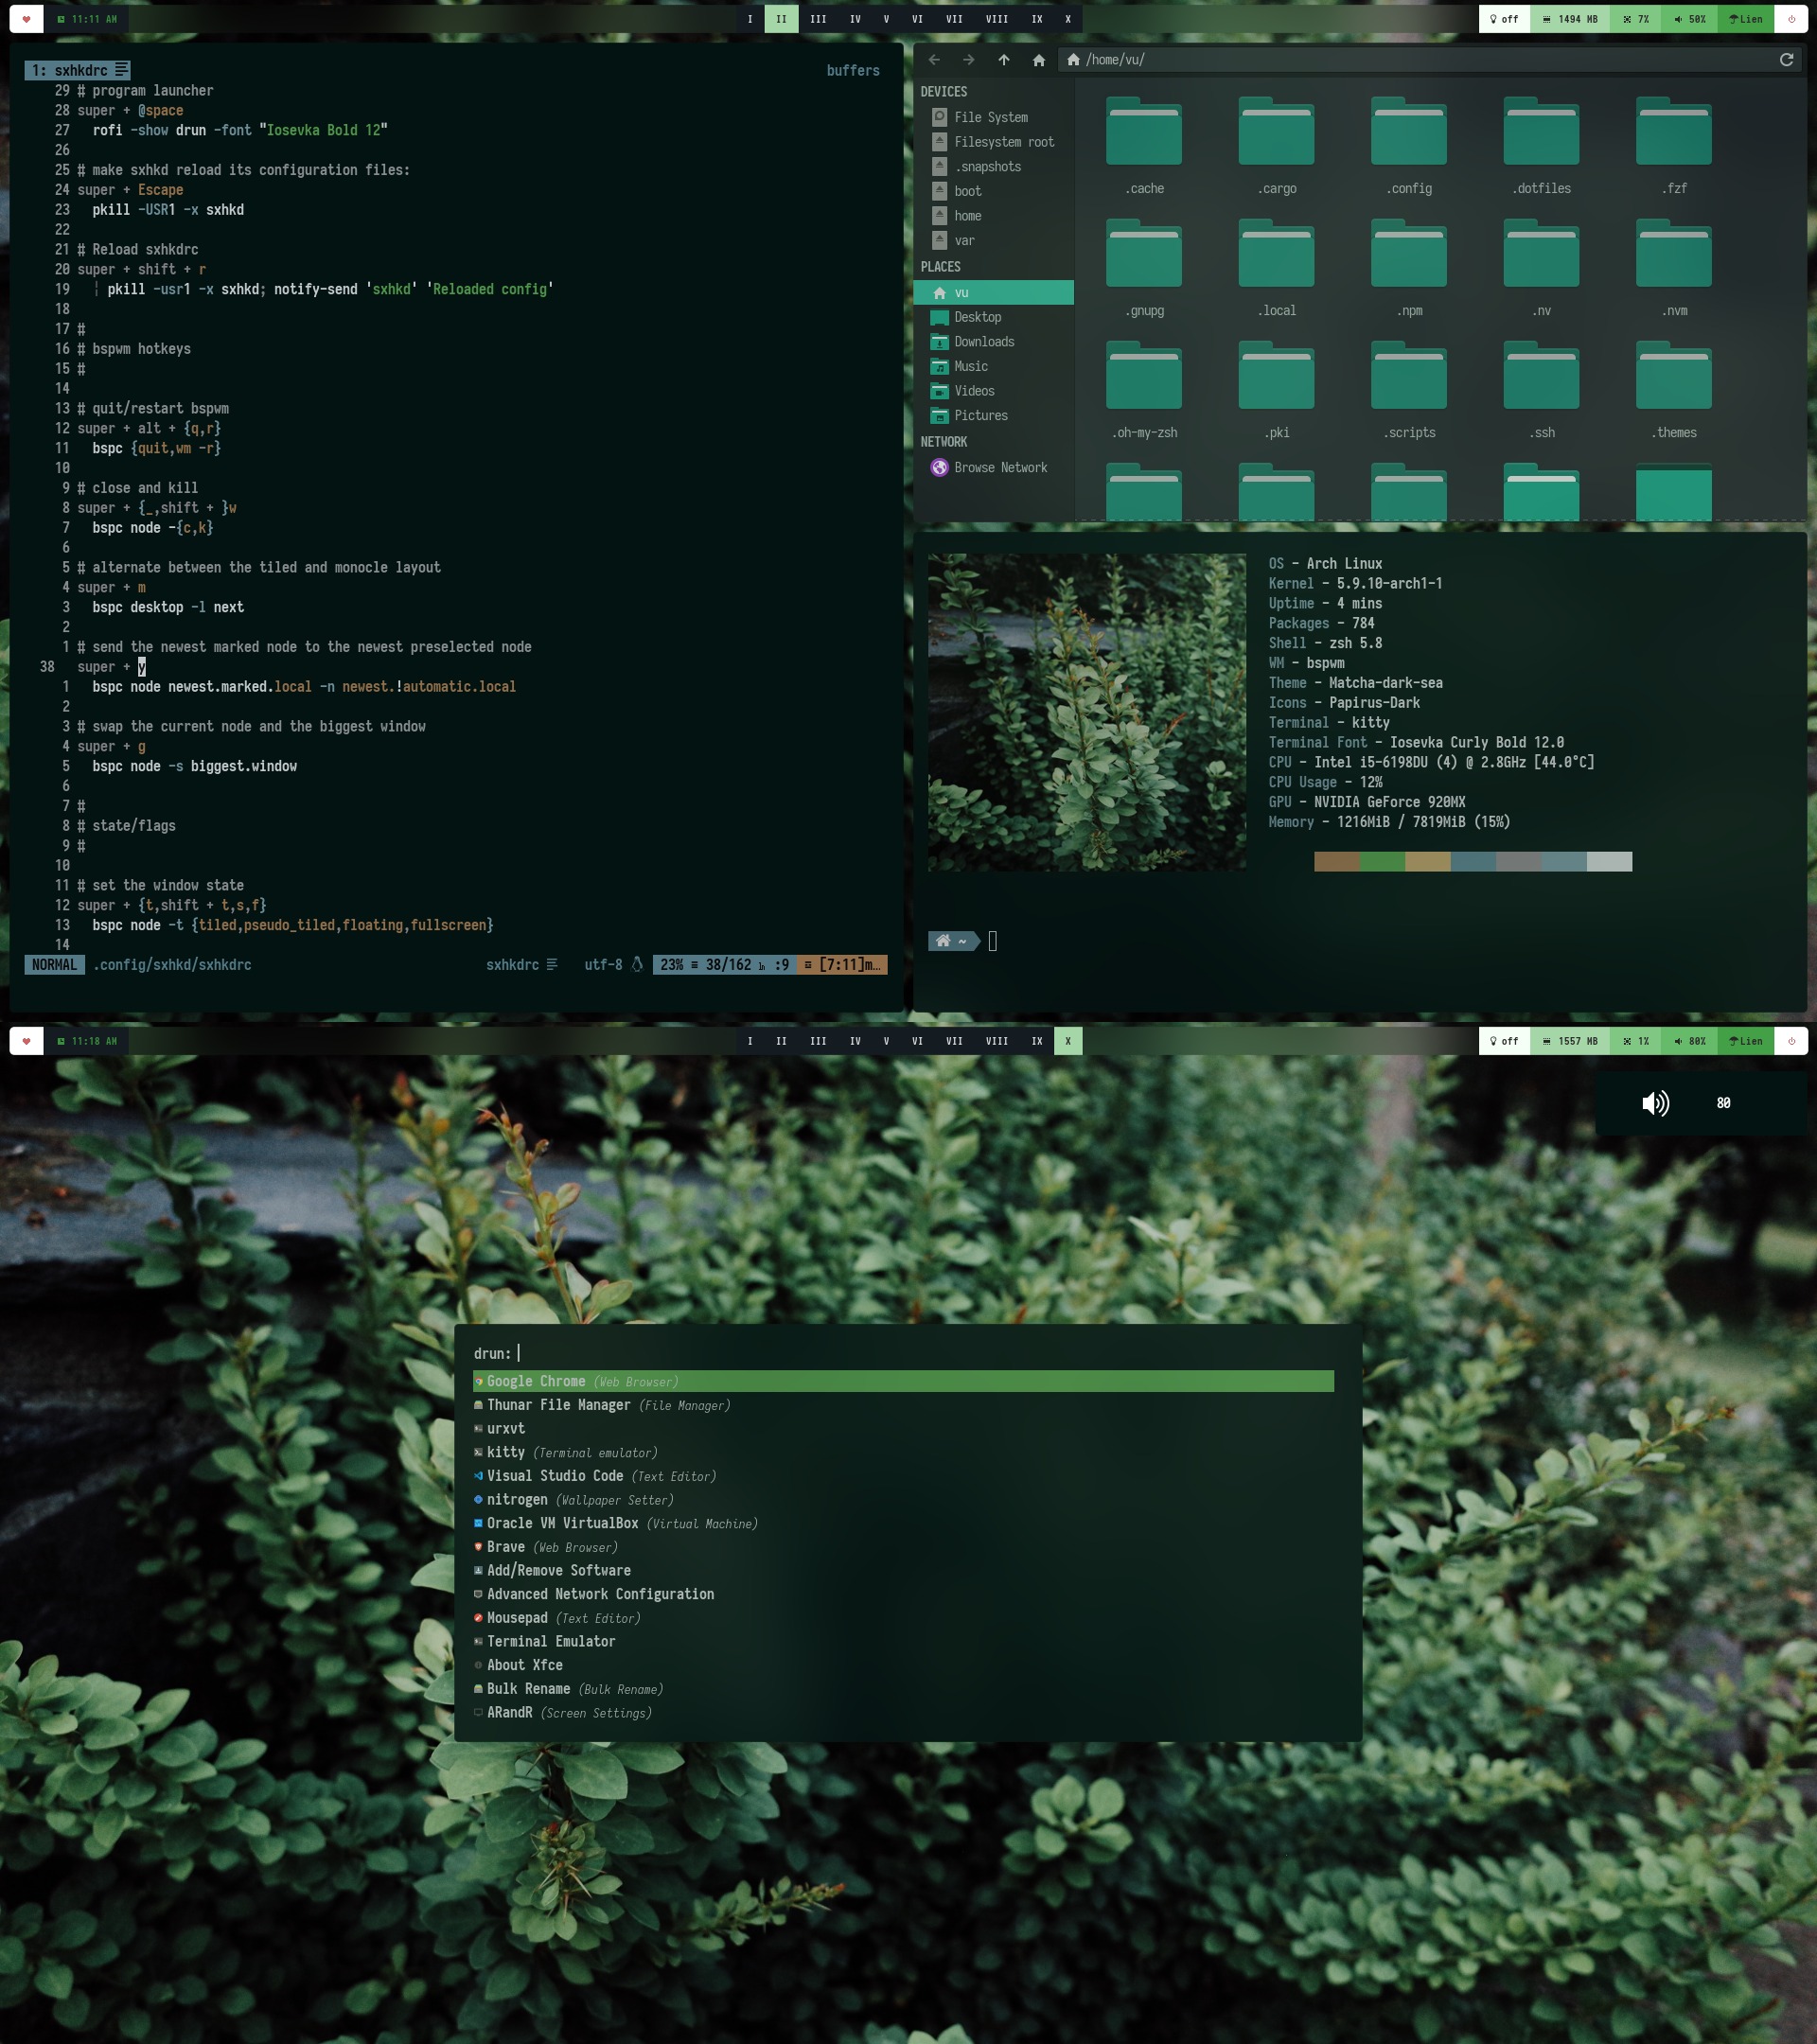 11:11 AM
I II III IV V VI VII VIII IX X
off 1494 MB 7% 50% Lien
1: sxhkdrc
buffers
29 # program launcher
28 super + @space
27 rofi -show drun -font "Iosevka Bold 12"
26
25 # make sxhkd reload its configuration files:
24 super + Escape
23 pkill -USR1 -x sxhkd
22
21 # Reload sxhkdrc
20 super + shift + r
19 ¦ pkill -usr1 -x sxhkd; notify-send 'sxhkd' 'Reloaded config'
18
17 #
16 # bspwm hotkeys
15 #
14
13 # quit/restart bspwm
12 super + alt + {q,r}
11 bspc {quit,wm -r}
10
9 # close and kill
8 super + {_,shift + }w
7 bspc node -{c,k}
6
5 # alternate between the tiled and monocle layout
4 super + m
3 bspc desktop -l next
2
1 # send the newest marked node to the newest preselected node
38 super + y
1 bspc node newest.marked.local -n newest.!automatic.local
2
3 # swap the current node and the biggest window
4 super + g
5 bspc node -s biggest.window
6
7 #
8 # state/flags
9 #
10
11 # set the window state
12 super + {t,shift + t,s,f}
13 bspc node -t {tiled,pseudo_tiled,floating,fullscreen}
14
NORMAL .config/sxhkd/sxhkdrc sxhkdrc utf-8 23% ≡ 38/162 ㏑ :9 ≡ [7:11]m…
/home/vu/
DEVICES
File System
Filesystem root
.snapshots
boot
home
var
PLACES
vu
Desktop
Downloads
Music
Videos
Pictures
NETWORK
Browse Network
.cache .cargo .config .dotfiles .fzf
.gnupg .local .npm .nv .nvm
.oh-my-zsh .pki .scripts .ssh .themes
OS - Arch Linux
Kernel - 5.9.10-arch1-1
Uptime - 4 mins
Packages - 784
Shell - zsh 5.8
WM - bspwm
Theme - Matcha-dark-sea
Icons - Papirus-Dark
Terminal - kitty
Terminal Font - Iosevka Curly Bold 12.0
CPU - Intel i5-6198DU (4) @ 2.8GHz [44.0°C]
CPU Usage - 12%
GPU - NVIDIA GeForce 920MX
Memory - 1216MiB / 7819MiB (15%)
~
11:18 AM
I II III IV V VI VII VIII IX X
off 1557 MB 1% 80% Lien
80
drun:
Google Chrome (Web Browser)
Thunar File Manager (File Manager)
urxvt
kitty (Terminal emulator)
Visual Studio Code (Text Editor)
nitrogen (Wallpaper Setter)
Oracle VM VirtualBox (Virtual Machine)
Brave (Web Browser)
Add/Remove Software
Advanced Network Configuration
Mousepad (Text Editor)
Terminal Emulator
About Xfce
Bulk Rename (Bulk Rename)
ARandR (Screen Settings)